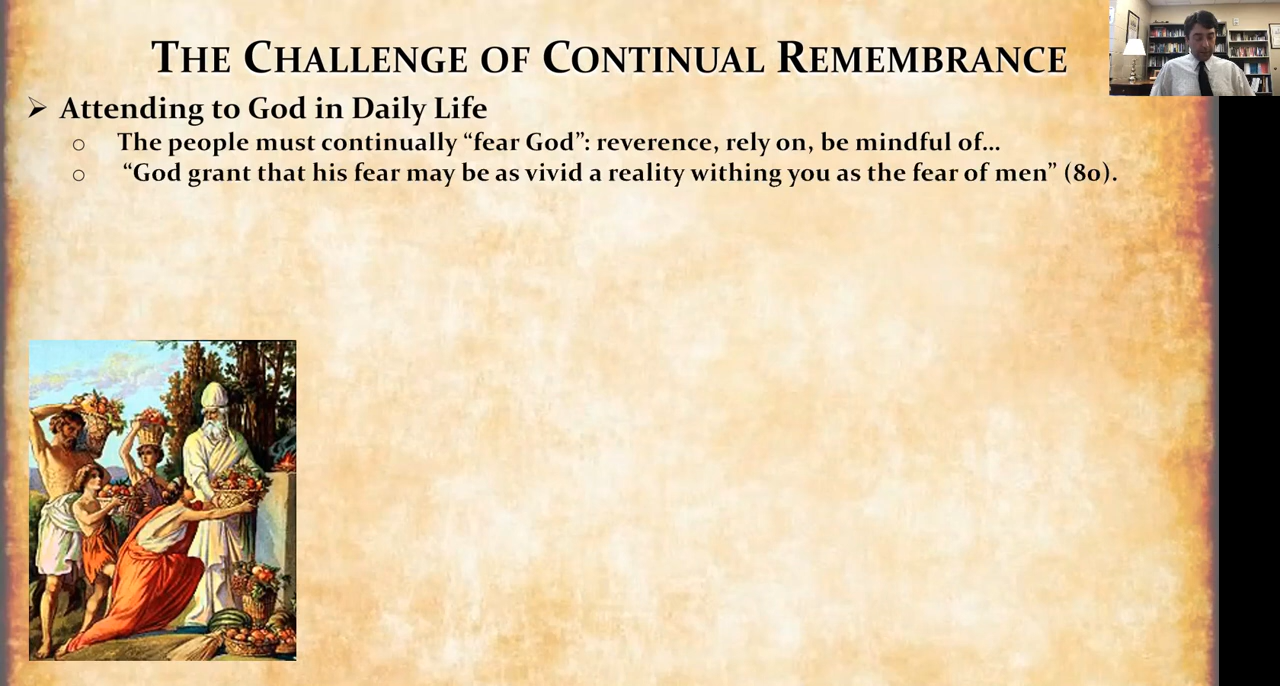 THE CHALLENGE OF CONTINUAL REMEMBRANCE
Attending to God in Daily Life
The people must continually “fear God”: reverence, rely on, be mindful of...
“God grant that his fear may be as vivid a reality withing you as the fear of men” (80).